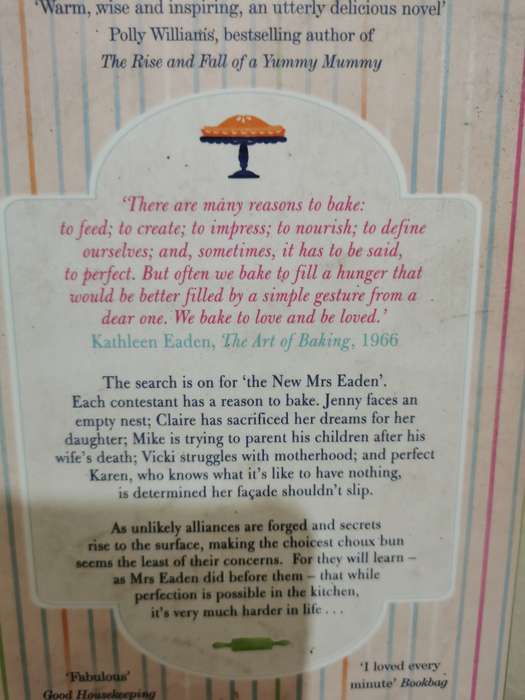 'Warm, wise and inspiring, an utterly delicious novel'
Polly Williams, bestselling author of
The Rise and Fall of a Yummy Mummy
'There are many reasons to bake:
to feed; to create; to impress; to nourish; to define
ourselves; and, sometimes, it has to be said,
to perfect. But often we bake to fill a hunger that
would be better filled by a simple gesture from a
dear one. We bake to love and be loved.'
Kathleen Eaden, The Art of Baking, 1966
The search is on for 'the New Mrs Eaden'.
Each contestant has a reason to bake. Jenny faces an
empty nest; Claire has sacrificed her dreams for her
daughter; Mike is trying to parent his children after his
wife's death; Vicki struggles with motherhood; and perfect
Karen, who knows what it's like to have nothing,
is determined her façade shouldn't slip.
As unlikely alliances are forged and secrets
rise to the surface, making the choicest choux bun
seems the least of their concerns. For they will learn –
as Mrs Eaden did before them – that while
perfection is possible in the kitchen,
it's very much harder in life . . .
'Fabulous'
Good Housekeeping
'I loved every
minute' Bookbag